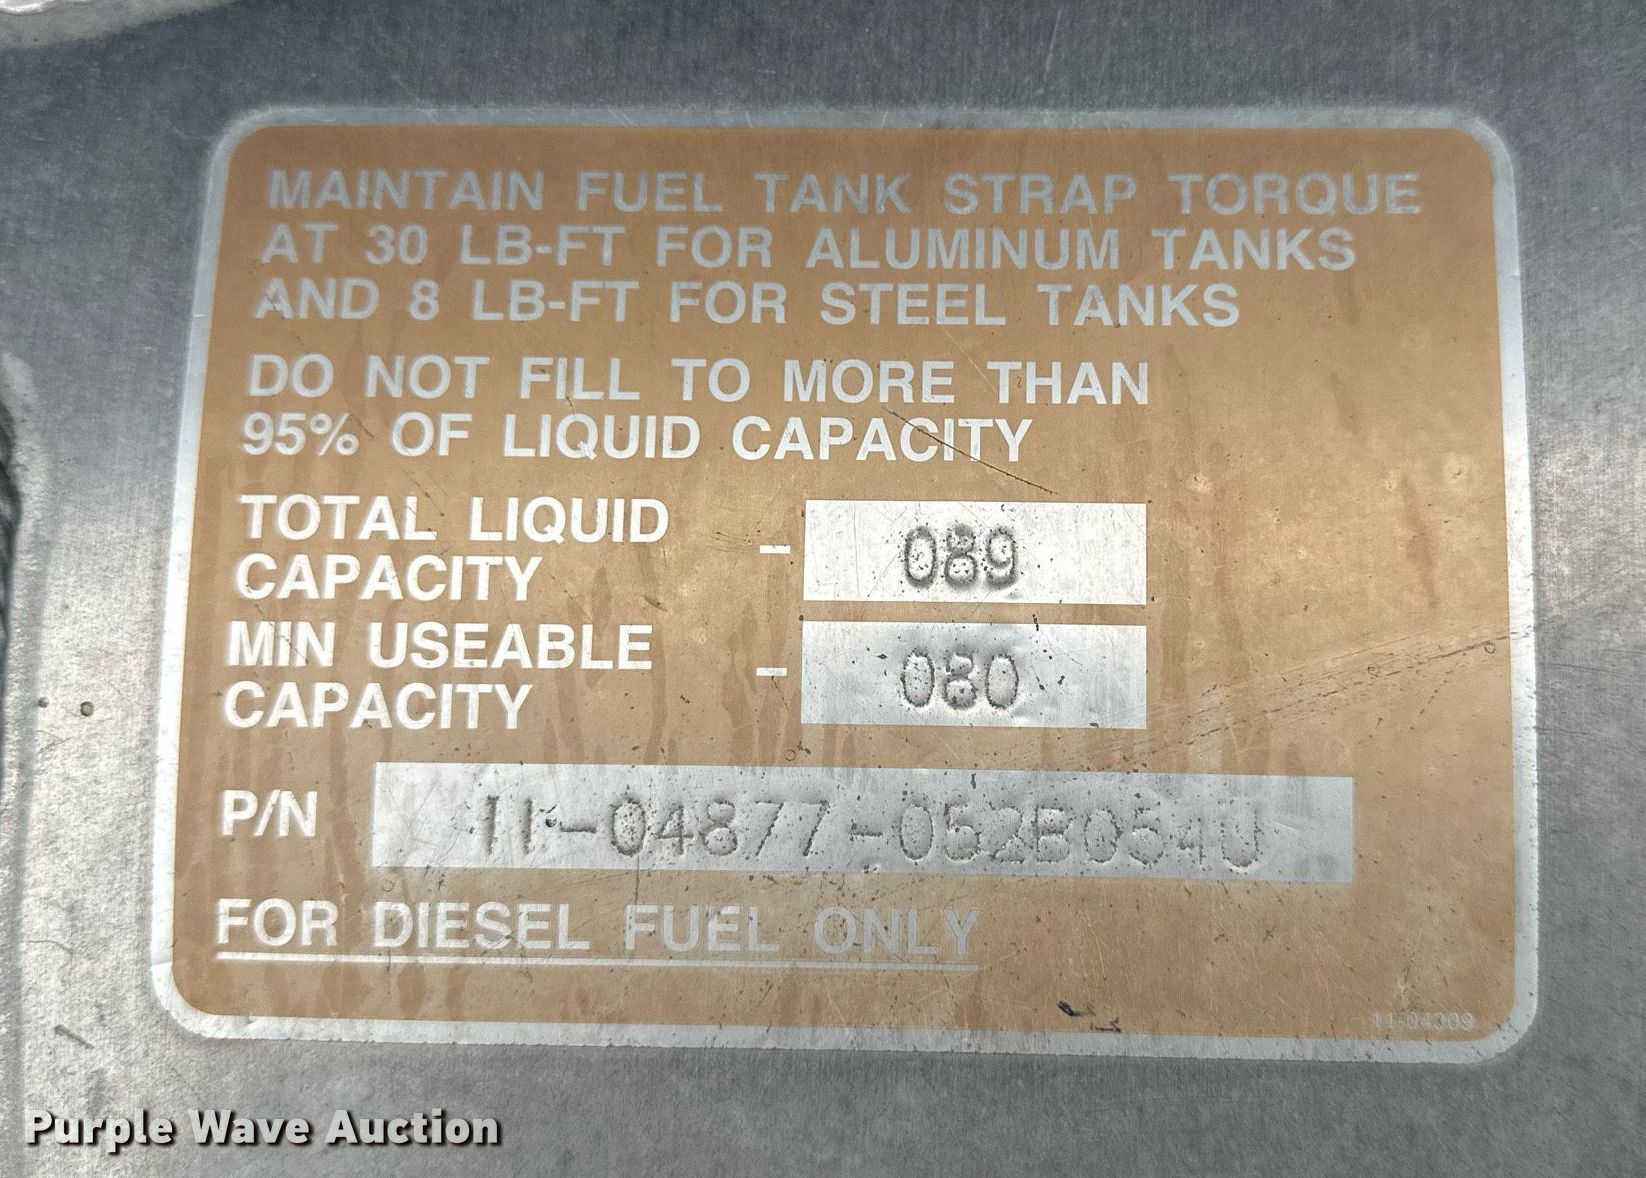 MAINTAIN FUEL TANK STRAP TORQUE
AT 30 LB-FT FOR ALUMINUM TANKS
AND 8 LB-FT FOR STEEL TANKS
DO NOT FILL TO MORE THAN
95% OF LIQUID CAPACITY
TOTAL LIQUID
CAPACITY - 089
MIN USEABLE
CAPACITY - 080
P/N 11-04877-052B054U
FOR DIESEL FUEL ONLY
11-04309
Purple Wave Auction